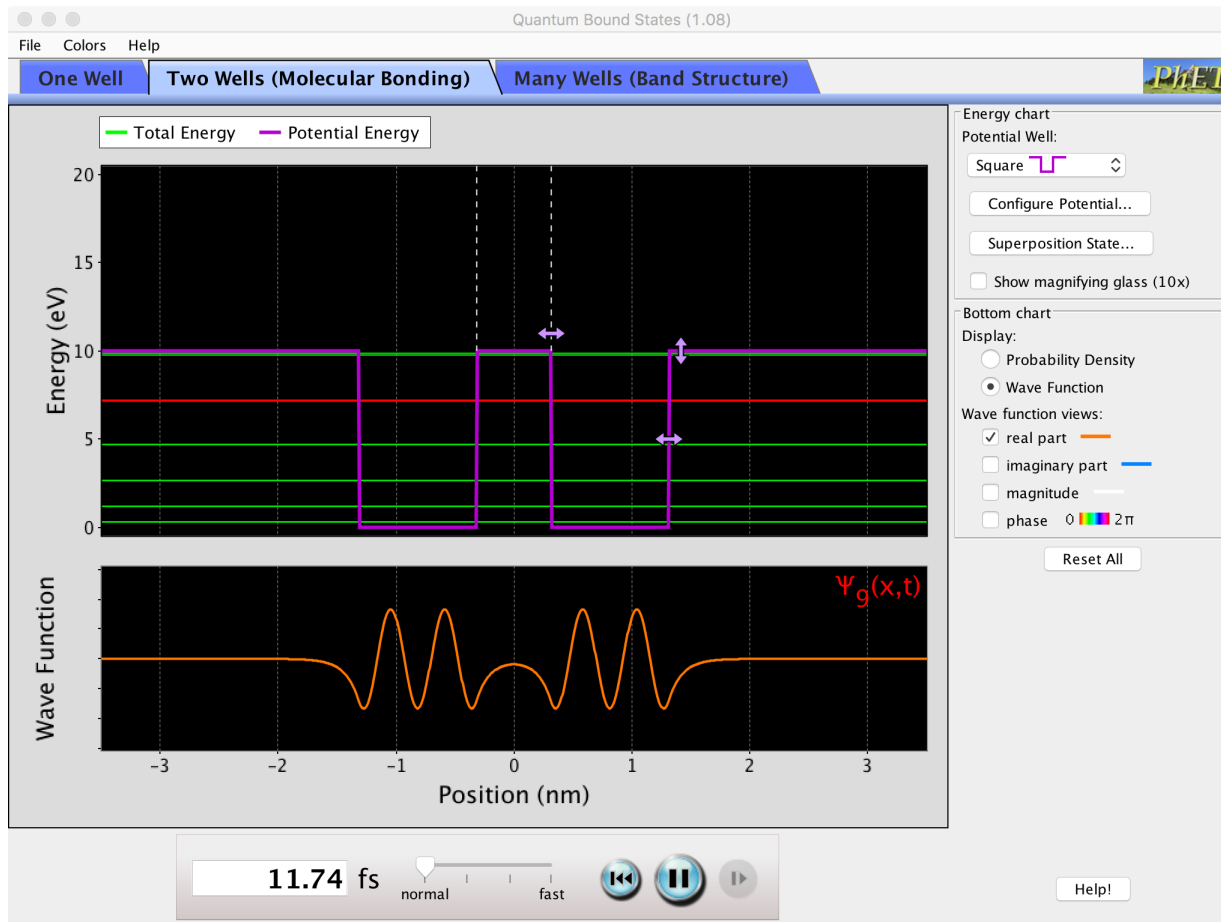 Quantum Bound States (1.08)
File Colors Help
One Well Two Wells (Molecular Bonding) Many Wells (Band Structure)
PhET
Total Energy Potential Energy
Energy (eV)
20
15
10
5
0
Wave Function
Ψ₉(x,t)
-3 -2 -1 0 1 2 3
Position (nm)
11.74 fs
normal fast
Energy chart
Potential Well:
Square
Configure Potential...
Superposition State...
Show magnifying glass (10x)
Bottom chart
Display:
Probability Density
Wave Function
Wave function views:
real part
imaginary part
magnitude
phase 0 2π
Reset All
Help!